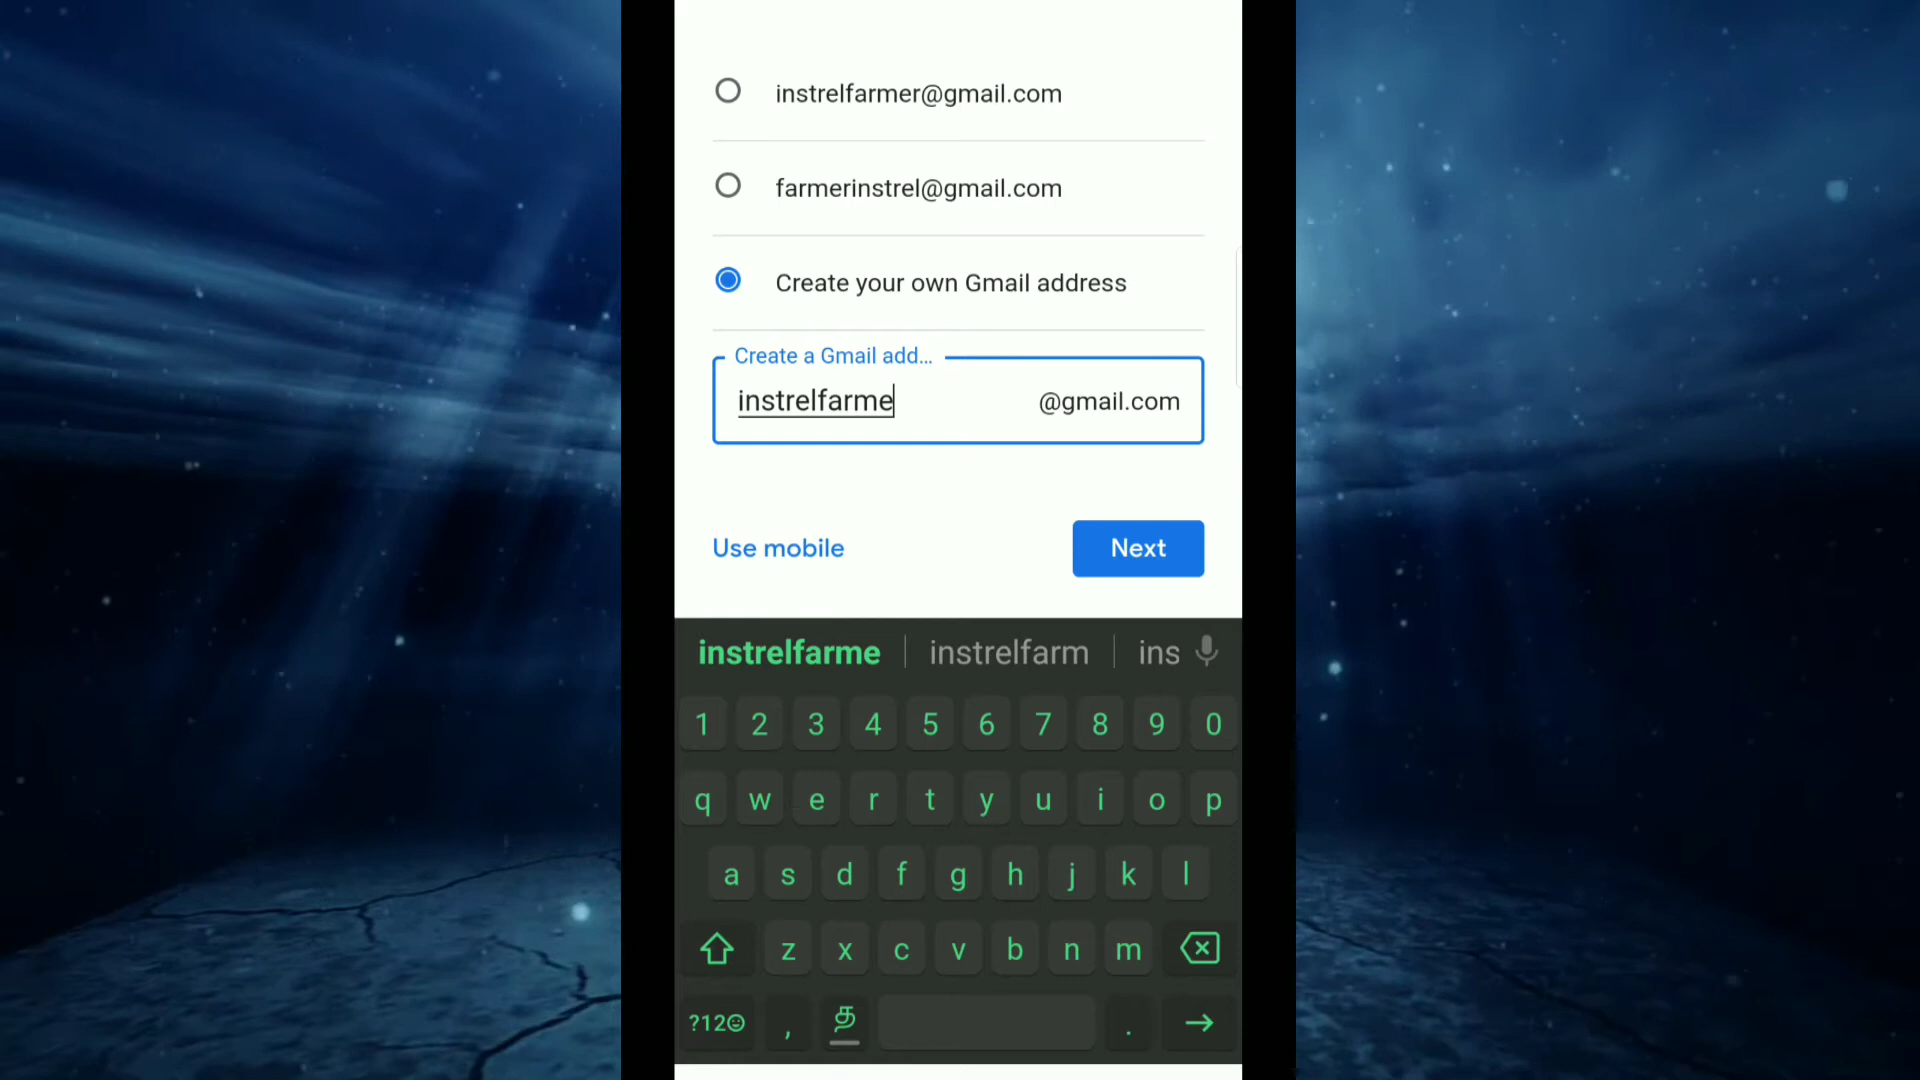 instrelfarmer@gmail.com
farmerinstrel@gmail.com
Create your own Gmail address
Create a Gmail add...
instrelfarme @gmail.com
Use mobile Next
instrelfarme instrelfarm ins
1 2 3 4 5 6 7 8 9 0
q w e r t y u i o p
a s d f g h j k l
z x c v b n m
?12☺ , த .